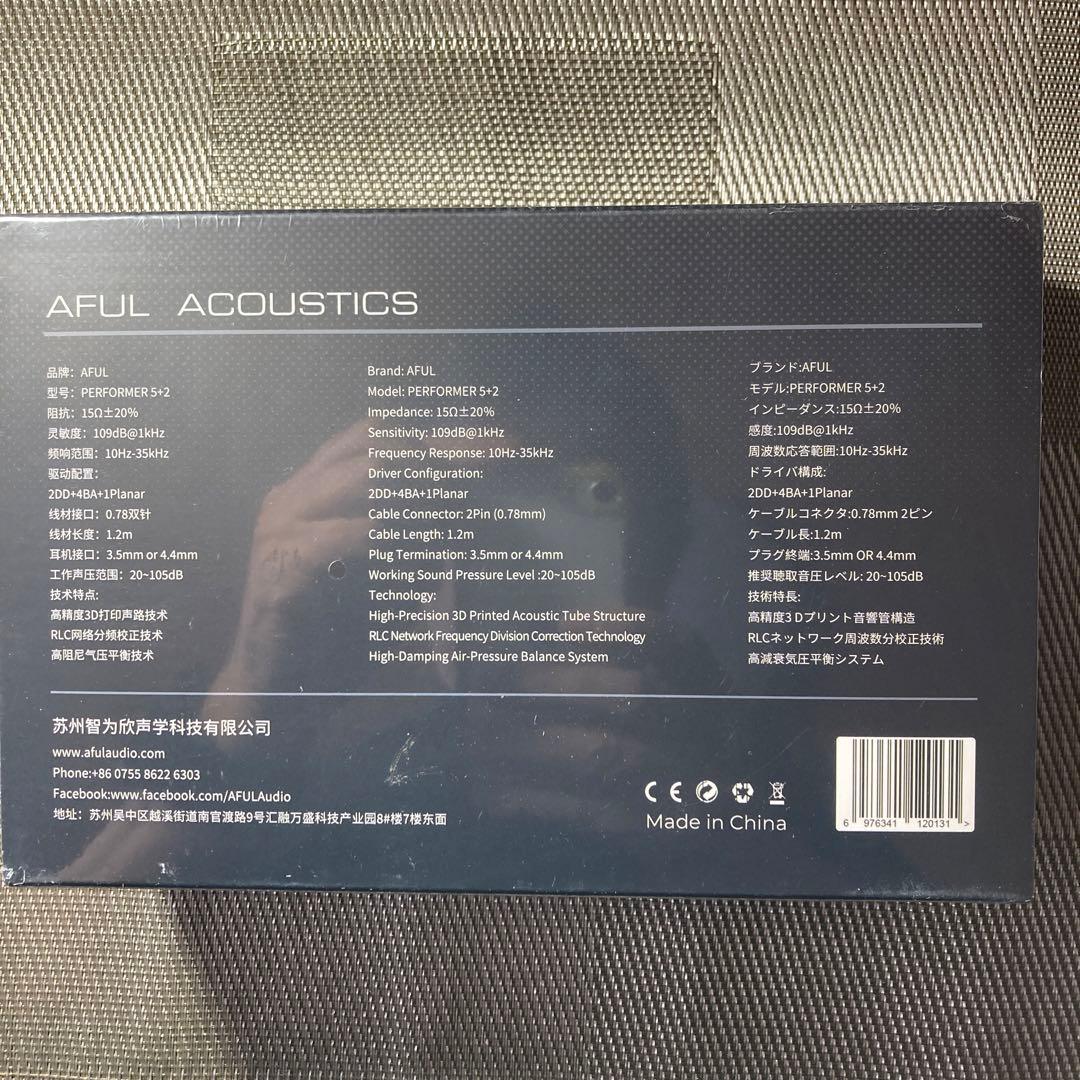 AFUL ACOUSTICS
品牌：AFUL
型号：PERFORMER 5+2
阻抗：15Ω±20%
灵敏度：109dB@1kHz
频响范围：10Hz-35kHz
驱动配置：
2DD+4BA+1Planar
线材接口：0.78双针
线材长度：1.2m
耳机接口：3.5mm or 4.4mm
工作声压范围：20~105dB
技术特点:
高精度3D打印声路技术
RLC网络分频校正技术
高阻尼气压平衡技术
Brand: AFUL
Model: PERFORMER 5+2
Impedance: 15Ω±20%
Sensitivity: 109dB@1kHz
Frequency Response: 10Hz-35kHz
Driver Configuration:
2DD+4BA+1Planar
Cable Connector: 2Pin (0.78mm)
Cable Length: 1.2m
Plug Termination: 3.5mm or 4.4mm
Working Sound Pressure Level :20~105dB
Technology:
High-Precision 3D Printed Acoustic Tube Structure
RLC Network Frequency Division Correction Technology
High-Damping Air-Pressure Balance System
ブランド:AFUL
モデル:PERFORMER 5+2
インピーダンス:15Ω±20%
感度:109dB@1kHz
周波数応答範囲:10Hz-35kHz
ドライバ構成:
2DD+4BA+1Planar
ケーブルコネクタ:0.78mm 2ピン
ケーブル長:1.2m
プラグ終端:3.5mm OR 4.4mm
推奨聴取音圧レベル: 20~105dB
技術特長:
高精度3Dプリント音響管構造
RLCネットワーク周波数分校正技術
高減衰気圧平衡システム
苏州智为欣声学科技有限公司
www.afulaudio.com
Phone:+86 0755 8622 6303
Facebook:www.facebook.com/AFULAudio
地址：苏州吴中区越溪街道南官渡路9号汇融万盛科技产业园8#楼7楼东面
CE
Made in China
6 976341 120131 >